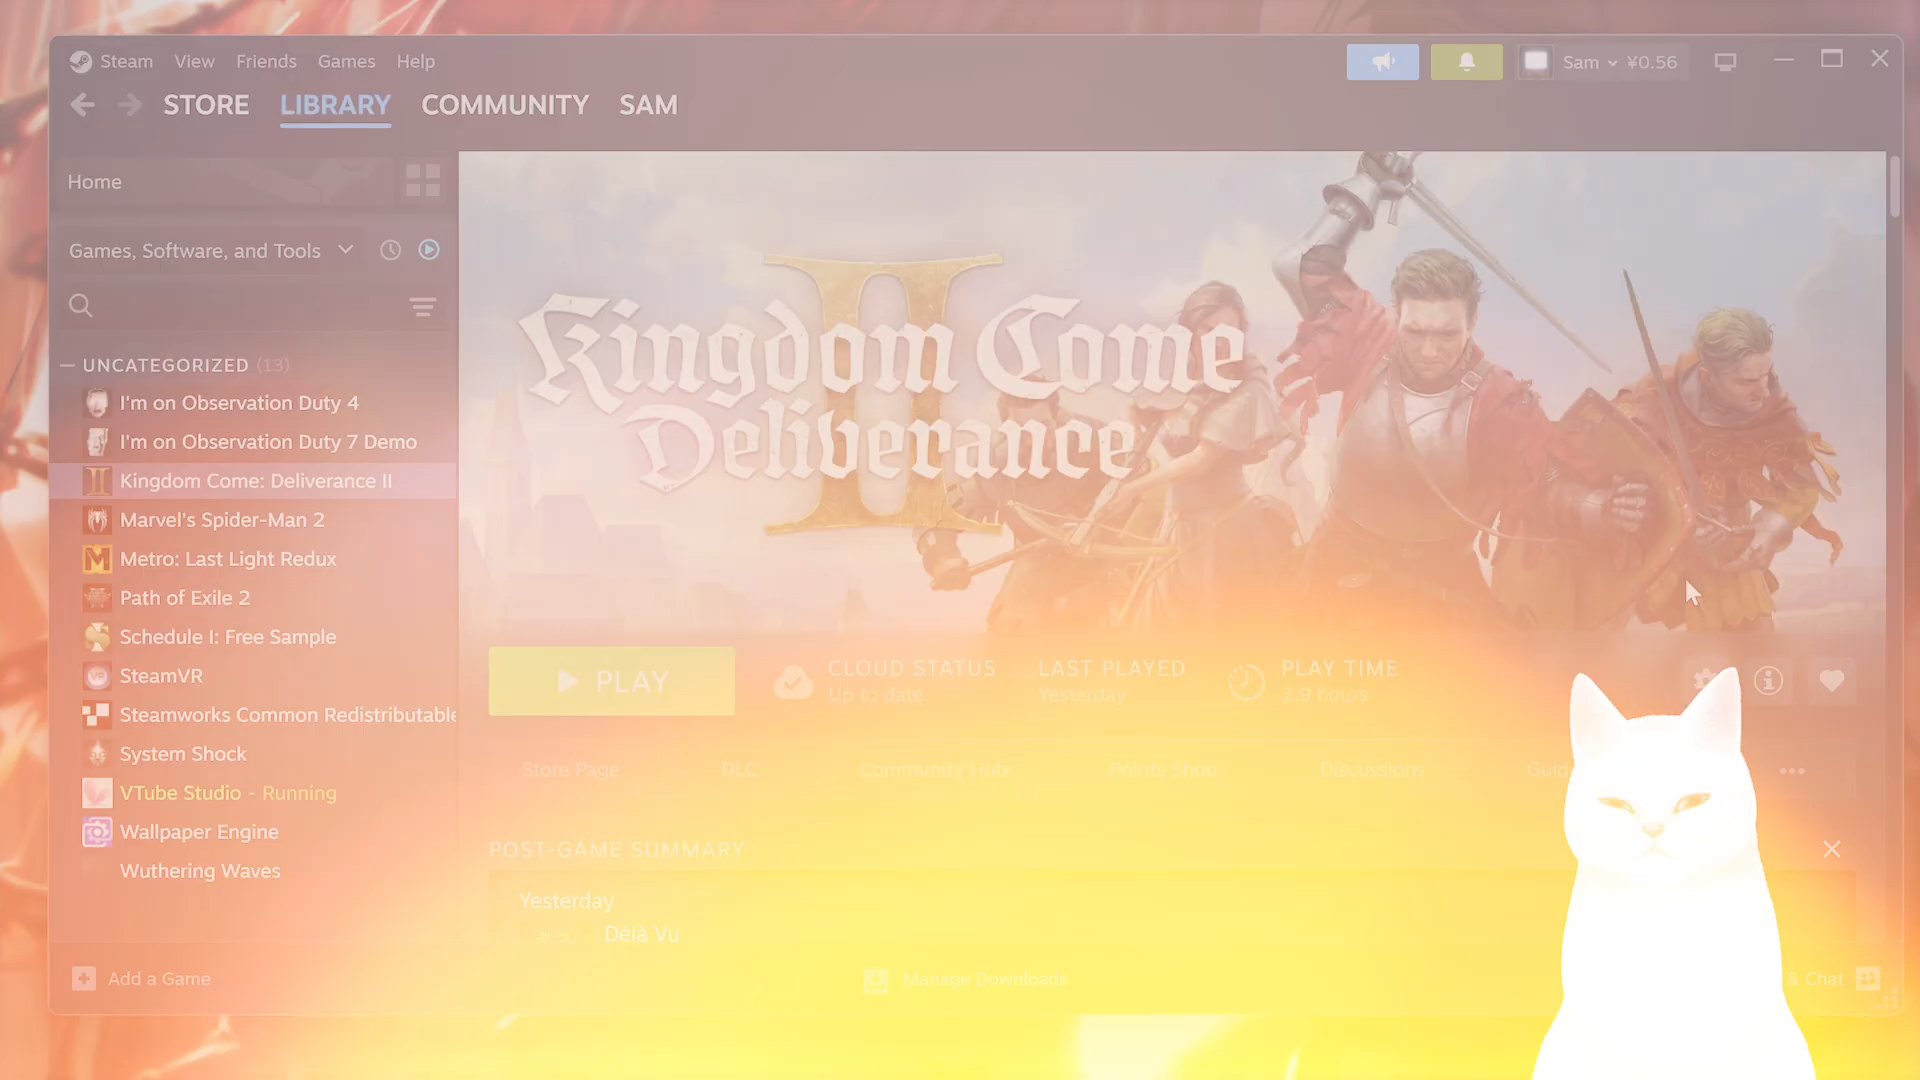 Steam View Friends Games Help
Sam ¥0.56
STORE LIBRARY COMMUNITY SAM
Home
Games, Software, and Tools
UNCATEGORIZED (13)
I'm on Observation Duty 4
I'm on Observation Duty 7 Demo
Kingdom Come: Deliverance II
Marvel's Spider-Man 2
Metro: Last Light Redux
Path of Exile 2
Schedule I: Free Sample
SteamVR
Steamworks Common Redistributable
System Shock
VTube Studio - Running
Wallpaper Engine
Wuthering Waves
Add a Game
Kingdom Come
Deliverance
II
PLAY
CLOUD STATUS
Up to date
LAST PLAYED
Yesterday
PLAY TIME
2.9 hours
Store Page DLC Community Hub Points Shop Discussions Guid
POST-GAME SUMMARY
Yesterday
Déjà Vu
Manage Downloads
& Chat